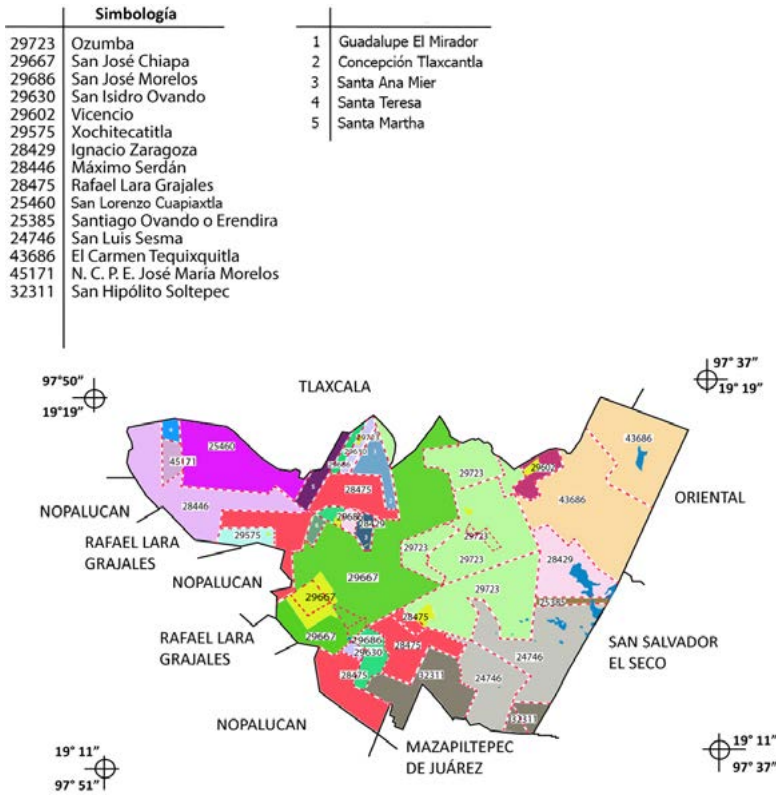 Simbología
29723 Ozumba
29667 San José Chiapa
29686 San José Morelos
29630 San Isidro Ovando
29602 Vicencio
29575 Xochitecatitla
28429 Ignacio Zaragoza
28446 Máximo Serdán
28475 Rafael Lara Grajales
25460 San Lorenzo Cuapiaxtla
25385 Santiago Ovando o Erendira
24746 San Luis Sesma
43686 El Carmen Tequixquitla
45171 N. C. P. E. José María Morelos
32311 San Hipólito Soltepec
1 Guadalupe El Mirador
2 Concepción Tlaxcantla
3 Santa Ana Mier
4 Santa Teresa
5 Santa Martha
97°50”
19°19”
TLAXCALA
97° 37”
19° 19”
43686
25460
45171
29723
28475
43686
ORIENTAL
NOPALUCAN
28446
RAFAEL LARA
GRAJALES
29575
29723
29723
29723
28429
NOPALUCAN
29667
29723
29667
28475
RAFAEL LARA
GRAJALES
29667
29686
29630
28475
24746
SAN SALVADOR
EL SECO
28475
32311
24746
32311
NOPALUCAN
MAZAPILTEPEC
DE JUÁREZ
19° 11”
97° 51”
19° 11”
97° 37”